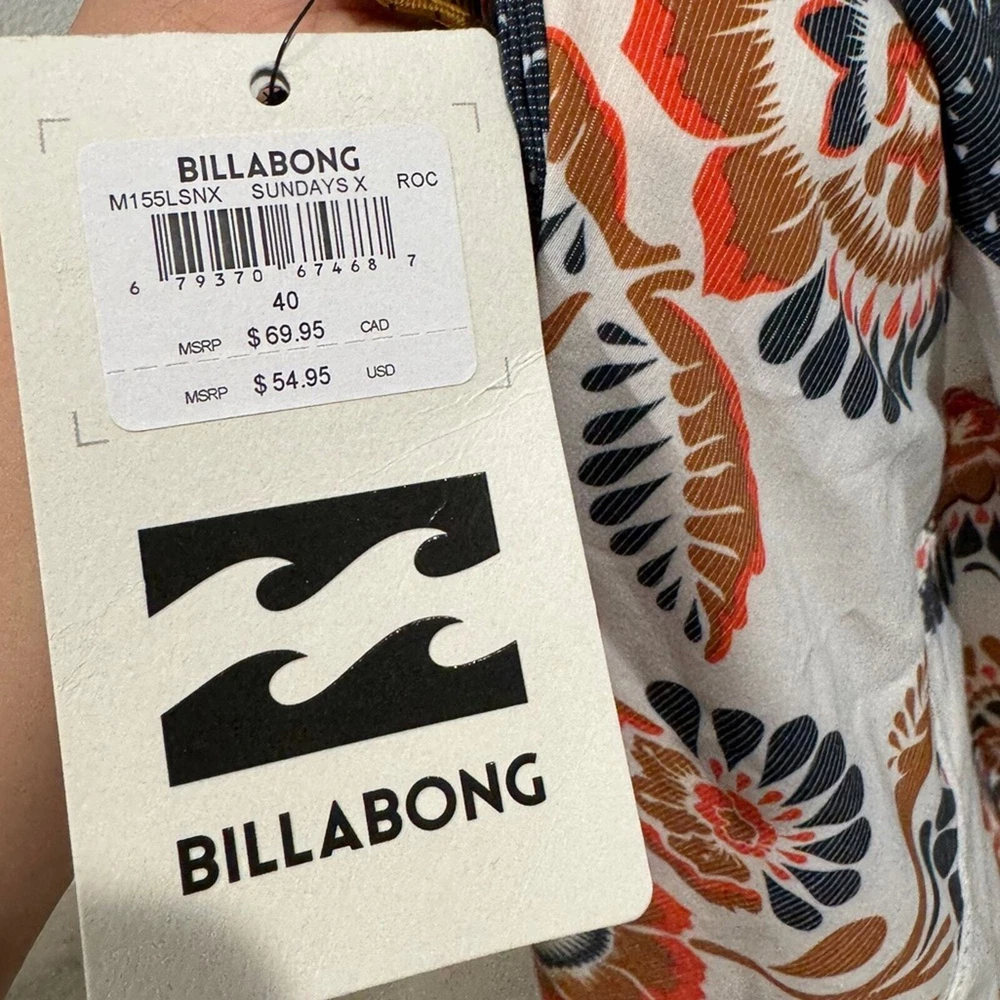 BILLABONG
M155LSNX SUNDAYS X ROC
6 79370 67468 7
40
MSRP $69.95 CAD
MSRP $54.95 USD
BILLABONG